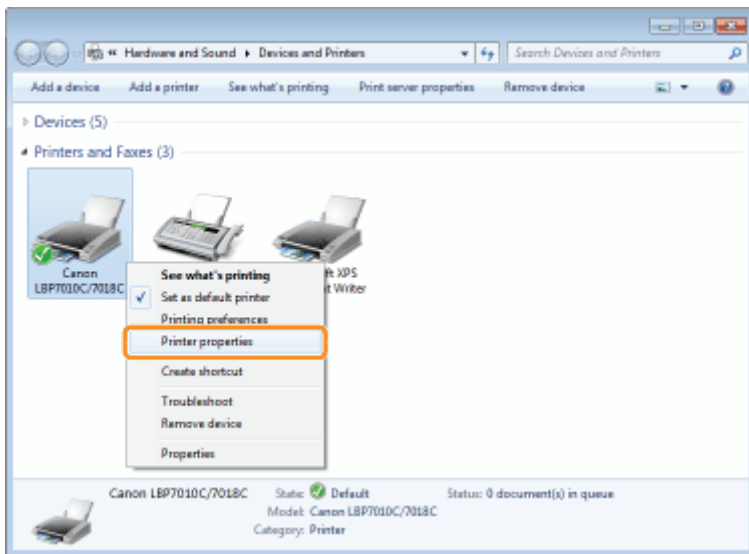 « Hardware and Sound ▸ Devices and Printers Search Devices and Printers
Add a device Add a printer See what's printing Print server properties Remove device
Devices (5)
Printers and Faxes (3)
Canon
LBP7010C/7018C
ft XPS
t Writer
See what's printing
Set as default printer
Printing preferences
Printer properties
Create shortcut
Troubleshoot
Remove device
Properties
Canon LBP7010C/7018C State: Default Status: 0 document(s) in queue
Model: Canon LBP7010C/7018C
Category: Printer